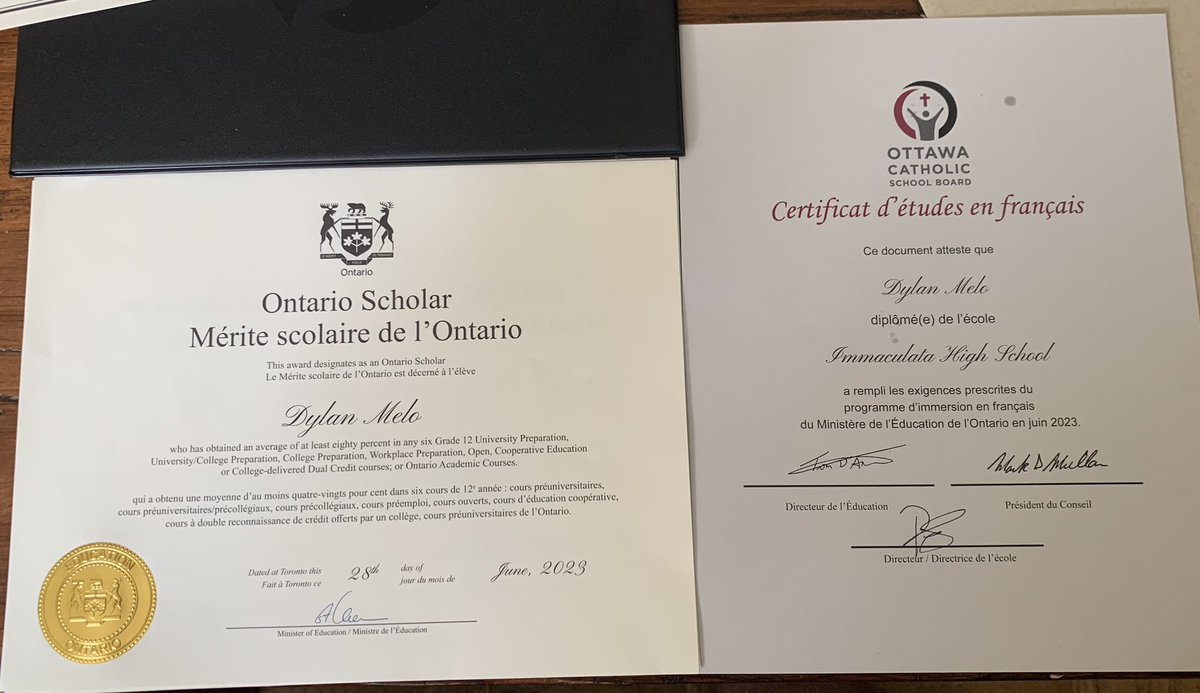 Ontario
Ontario Scholar
Mérite scolaire de l'Ontario
This award designates as an Ontario Scholar
Le Mérite scolaire de l'Ontario est décerné à l'élève
Dylan Melo
who has obtained an average of at least eighty percent in any six Grade 12 University Preparation,
University/College Preparation, College Preparation, Workplace Preparation, Open, Cooperative Education
or College-delivered Dual Credit courses; or Ontario Academic Courses.
qui a obtenu une moyenne d'au moins quatre-vingts pour cent dans six cours de 12e année : cours préuniversitaires,
cours préuniversitaires/précollégiaux, cours précollégiaux, cours préemploi, cours ouverts, cours d'éducation coopérative,
cours à double reconnaissance de crédit offerts par un collège, cours préuniversitaires de l'Ontario.
Dated at Toronto this 28th day of June, 2023
Fait à Toronto ce jour du mois de
Minister of Education / Ministre de l'Éducation
EDUCATION
ONTARIO
OTTAWA
CATHOLIC
SCHOOL BOARD
Certificat d'études en français
Ce document atteste que
Dylan Melo
diplômé(e) de l'école
Immaculata High School
a rempli les exigences prescrites du
programme d'immersion en français
du Ministère de l'Éducation de l'Ontario en juin 2023.
Directeur de l'Éducation
Président du Conseil
Directeur / Directrice de l'école